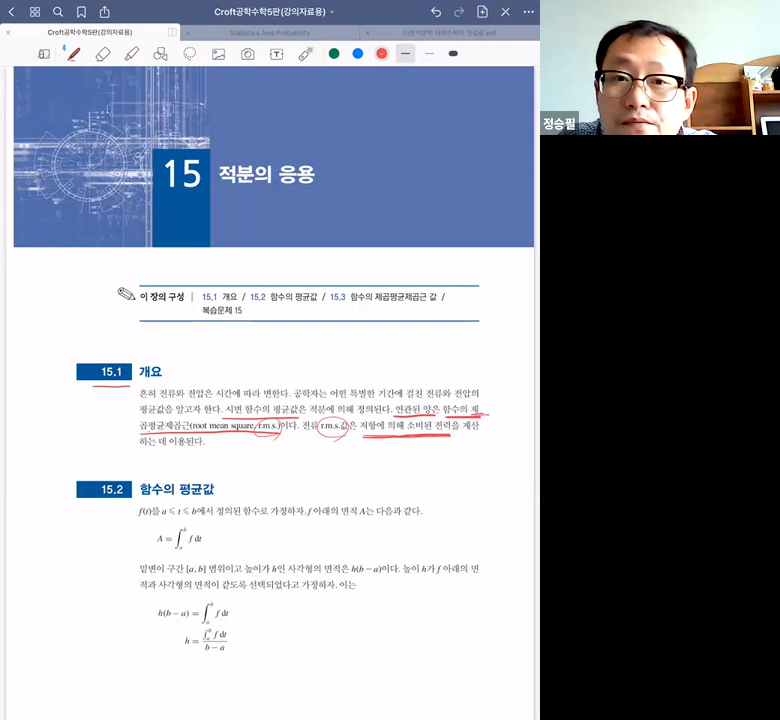 Croft공학수학5판(강의자료용)
Croft공학수학5판(강의자료용)
Statistics And Probability
정승필
15 적분의 응용
이 장의 구성 | 15.1 개요 / 15.2 함수의 평균값 / 15.3 함수의 제곱평균제곱근 값 /
복습문제 15
15.1 개요
흔히 전류와 전압은 시간에 따라 변한다. 공학자는 어떤 특별한 기간에 걸친 전류와 전압의
평균값을 알고자 한다. 시변 함수의 평균값은 적분에 의해 정의된다. 연관된 양은 함수의 제
곱평균제곱근(root mean square, r.m.s.)이다. 전류 r.m.s.값은 저항에 의해 소비된 전력을 계산
하는 데 이용된다.
15.2 함수의 평균값
f(t)를 a ⩽ t ⩽ b에서 정의된 함수로 가정하자. f 아래의 면적 A는 다음과 같다.
A = ∫_a^b f dt
밑변이 구간 [a, b] 범위이고 높이가 h인 사각형의 면적은 h(b − a)이다. 높이 h가 f 아래의 면
적과 사각형의 면적이 같도록 선택되었다고 가정하자. 이는
h(b − a) = ∫_a^b f dt
h = ∫_a^b f dt / b − a